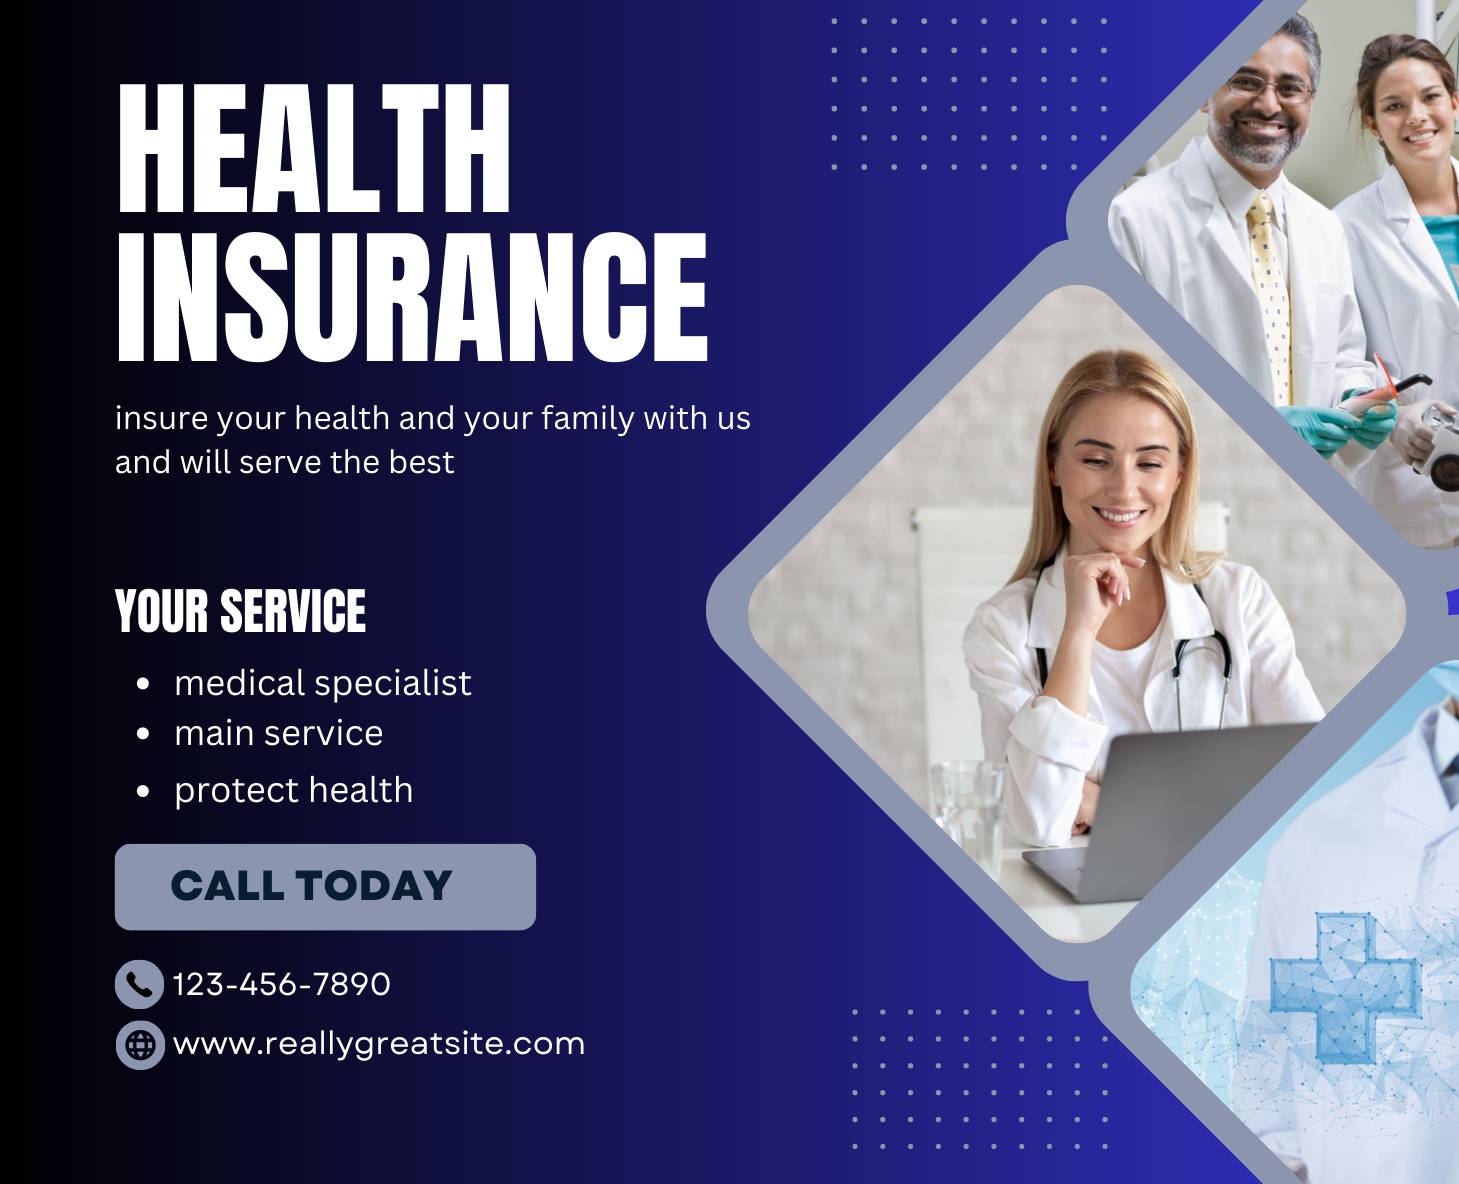 HEALTH
INSURANCE
insure your health and your family with us
and will serve the best
YOUR SERVICE
• medical specialist
• main service
• protect health
CALL TODAY
123-456-7890
www.reallygreatsite.com